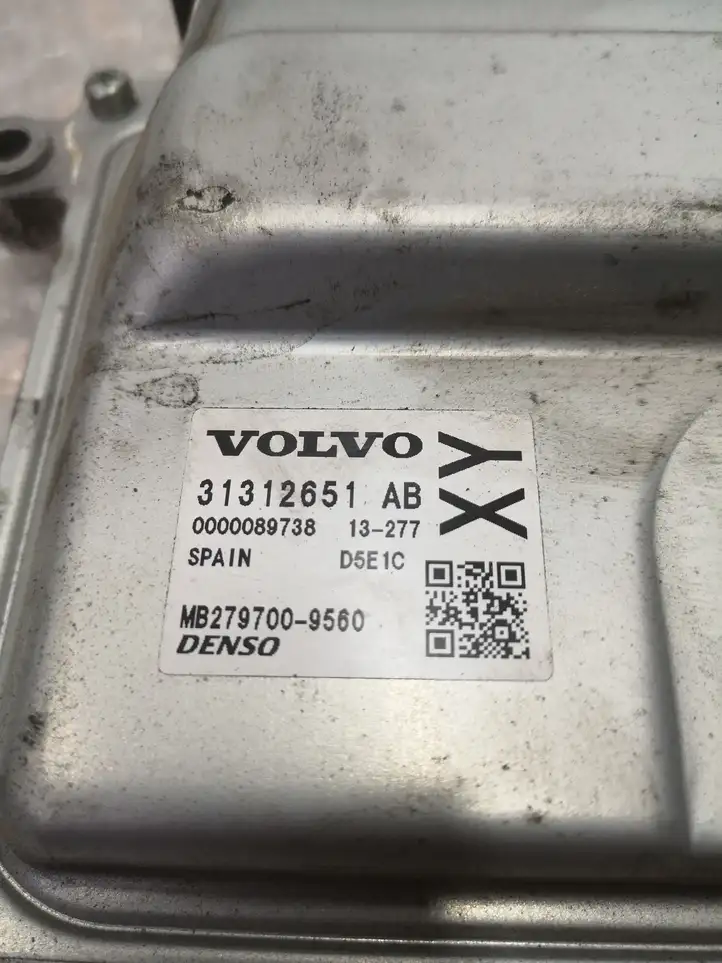 VOLVO
31312651 AB
0000089738 13-277
SPAIN D5E1C
XY
MB279700-9560
DENSO